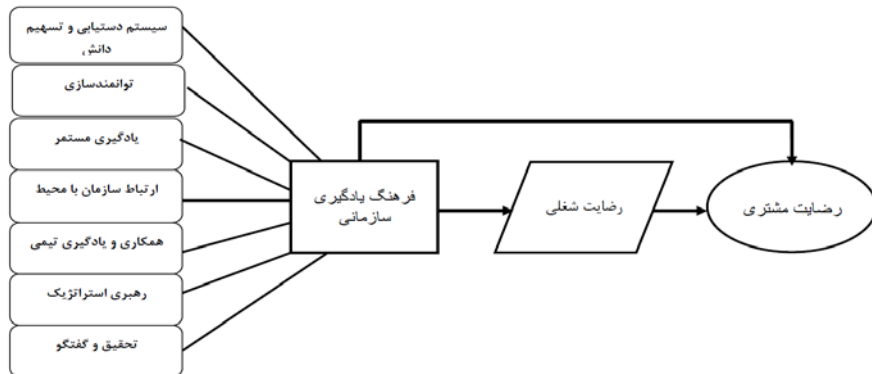 سیستم دستیابی و تسهیم
دانش
توانمندسازی
یادگیری مستمر
ارتباط سازمان با محیط
همکاری و یادگیری تیمی
رهبری استراتژیک
تحقیق و گفتگو
فرهنگ یادگیری
سازمانی
رضایت شغلی
رضایت مشتری